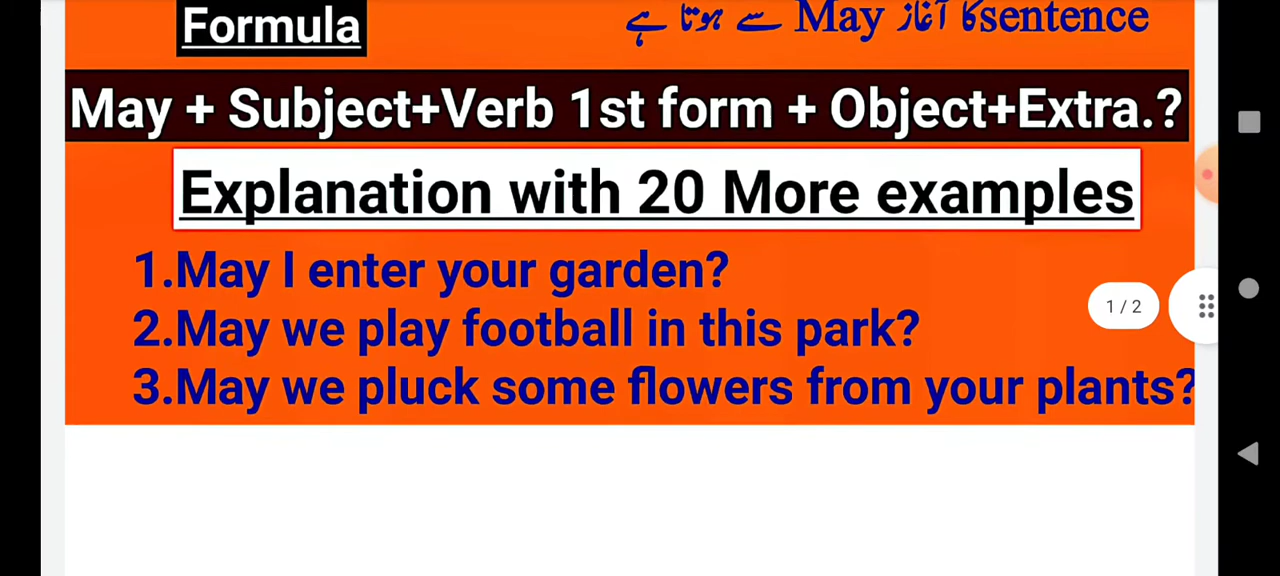 Formula
sentenceکا آغاز May سے ہوتا ہے
May + Subject+Verb 1st form + Object+Extra.?
Explanation with 20 More examples
1.May I enter your garden?
2.May we play football in this park?
3.May we pluck some flowers from your plants?
1 / 2